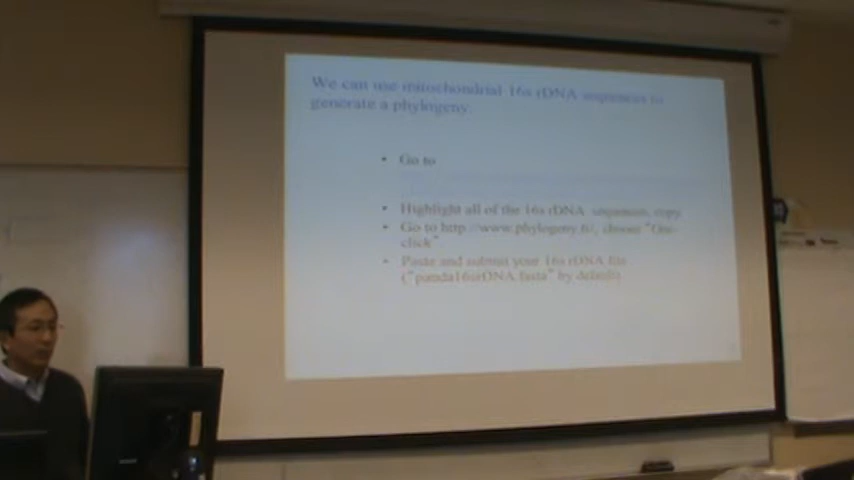 We can use mitochondrial 16s rDNA sequences to
generate a phylogeny.
• Go to
• Highlight all of the 16s rDNA sequences, copy.
• Go to http://www.phylogeny.fr/, choose "One-
click"
• Paste and submit your 16s rDNA file
("panda16srDNA.fasta" by default).